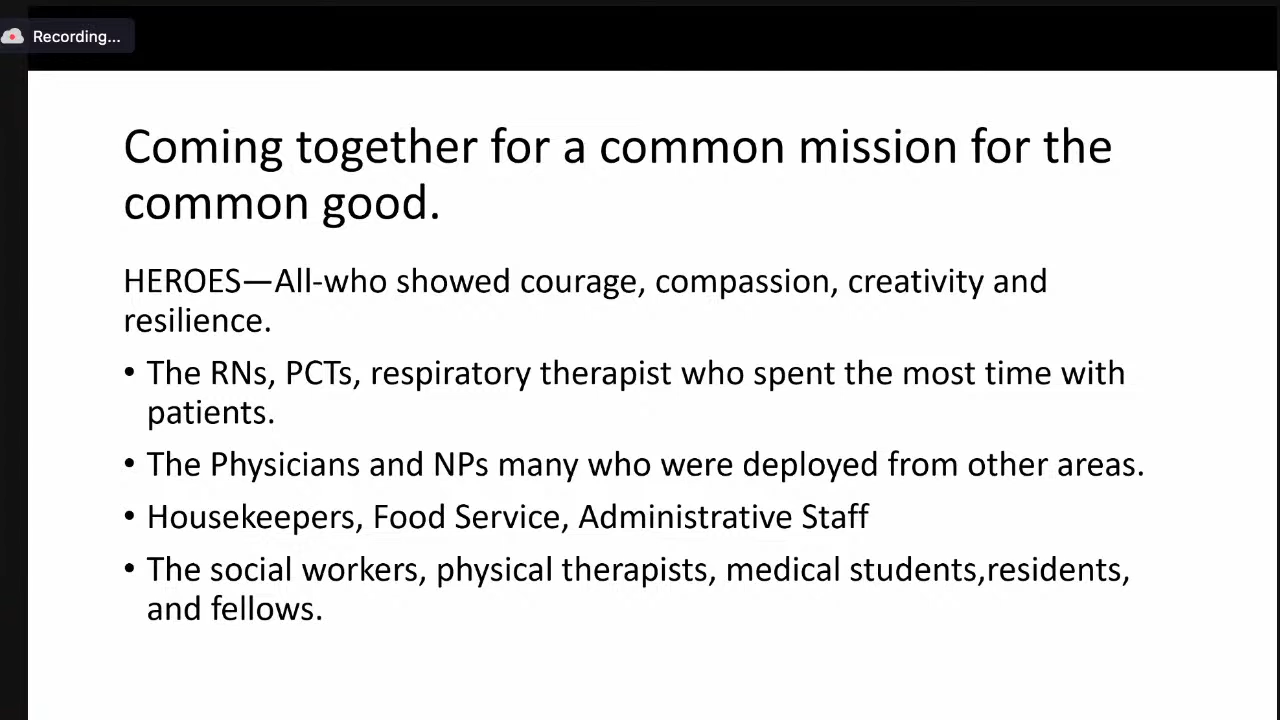 Recording...
Coming together for a common mission for the
common good.
HEROES—All-who showed courage, compassion, creativity and
resilience.
• The RNs, PCTs, respiratory therapist who spent the most time with
patients.
• The Physicians and NPs many who were deployed from other areas.
• Housekeepers, Food Service, Administrative Staff
• The social workers, physical therapists, medical students,residents,
and fellows.